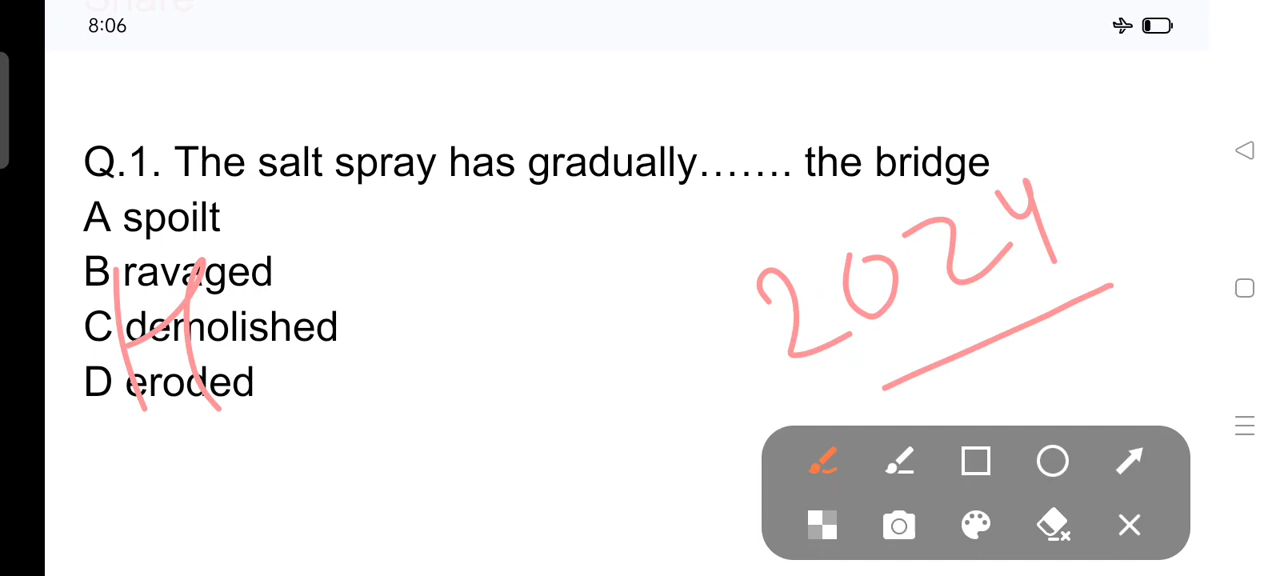 8:06
Q.1. The salt spray has gradually....... the bridge
A spoilt
B ravaged
C demolished
D eroded
H
2024